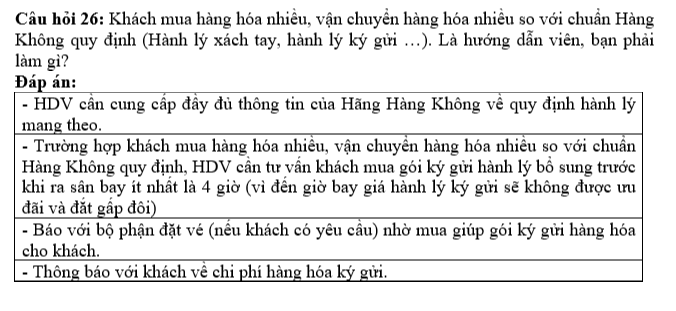 Câu hỏi 26: Khách mua hàng hóa nhiều, vận chuyển hàng hóa nhiều so với chuẩn Hàng
Không quy định (Hành lý xách tay, hành lý ký gửi …). Là hướng dẫn viên, bạn phải
làm gì?
Đáp án:
- HDV cần cung cấp đầy đủ thông tin của Hãng Hàng Không về quy định hành lý
mang theo.
- Trường hợp khách mua hàng hóa nhiều, vận chuyển hàng hóa nhiều so với chuẩn
Hàng Không quy định, HDV cần tư vấn khách mua gói ký gửi hành lý bổ sung trước
khi ra sân bay ít nhất là 4 giờ (vì đến giờ bay giá hành lý ký gửi sẽ không được ưu
đãi và đắt gấp đôi)
- Báo với bộ phận đặt vé (nếu khách có yêu cầu) nhờ mua giúp gói ký gửi hàng hóa
cho khách.
- Thông báo với khách về chi phí hàng hóa ký gửi.